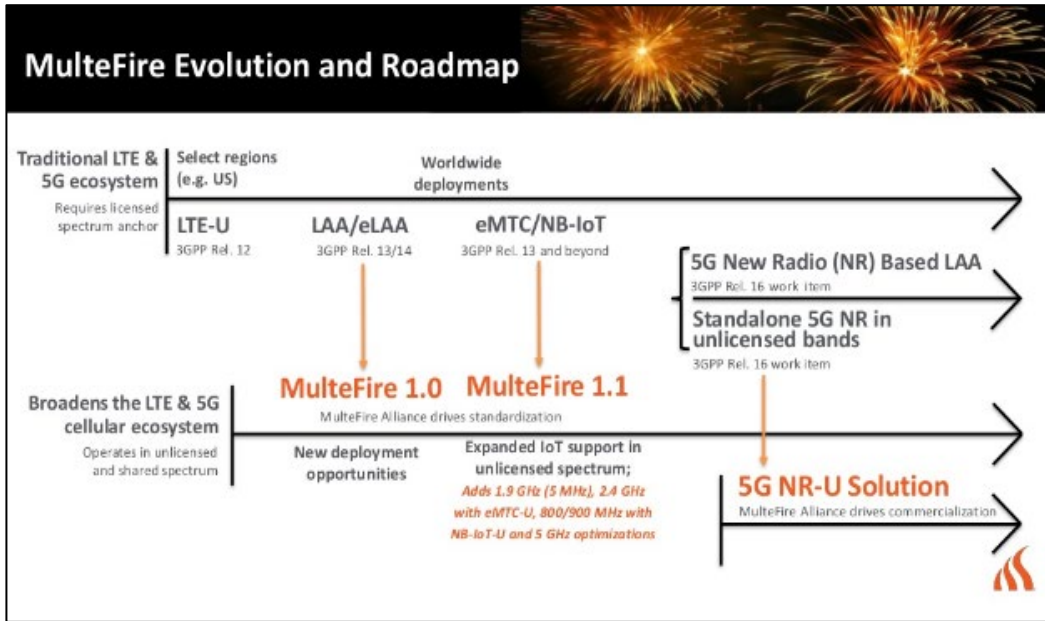 MulteFire Evolution and Roadmap
Traditional LTE &
5G ecosystem
Requires licensed
spectrum anchor
Select regions
(e.g. US)
Worldwide
deployments
LTE-U
3GPP Rel. 12
LAA/eLAA
3GPP Rel. 13/14
eMTC/NB-IoT
3GPP Rel. 13 and beyond
5G New Radio (NR) Based LAA
3GPP Rel. 16 work item
Standalone 5G NR in
unlicensed bands
3GPP Rel. 16 work item
Broadens the LTE & 5G
cellular ecosystem
Operates in unlicensed
and shared spectrum
MulteFire 1.0
MulteFire 1.1
MulteFire Alliance drives standardization
New deployment
opportunities
Expanded IoT support in
unlicensed spectrum;
Adds 1.9 GHz (5 MHz), 2.4 GHz
with eMTC-U, 800/900 MHz with
NB-IoT-U and 5 GHz optimizations
5G NR-U Solution
MulteFire Alliance drives commercialization